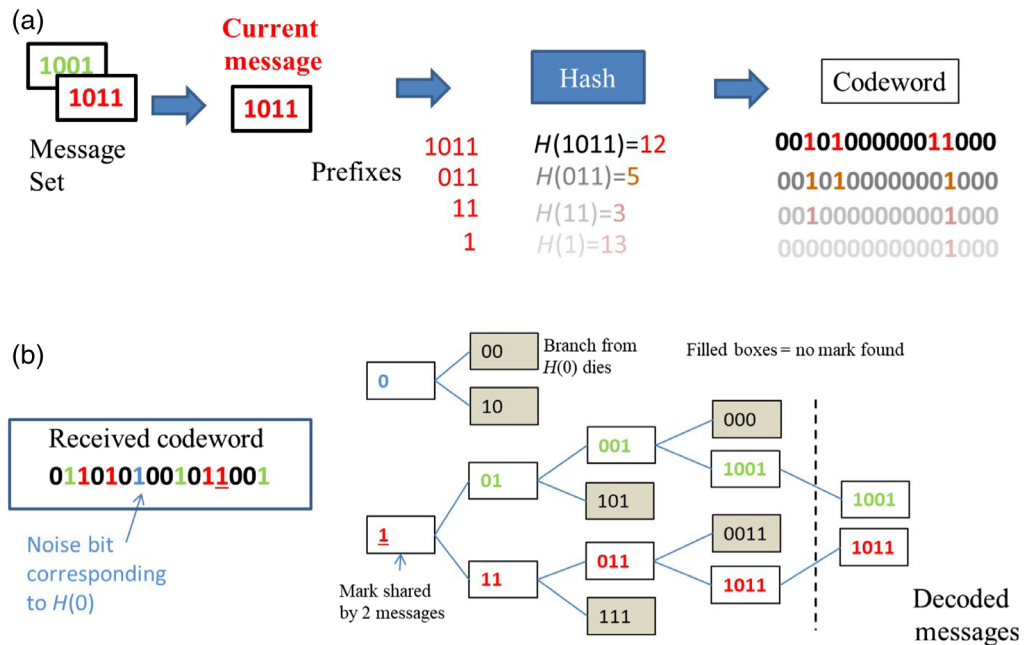 (a)
Message Set
1001
1011
Current
message
1011
Prefixes
1011
011
11
1
Hash
H(1011)=12
H(011)=5
H(11)=3
H(1)=13
Codeword
0010100000011000
0010100000001000
0010000000001000
0000000000001000
(b)
Received codeword
0110101001011001
Noise bit
corresponding
to H(0)
0
00
10
Branch from
H(0) dies
Filled boxes = no mark found
1
Mark shared
by 2 messages
01
11
001
101
011
111
000
1001
0011
1011
1001
1011
Decoded
messages